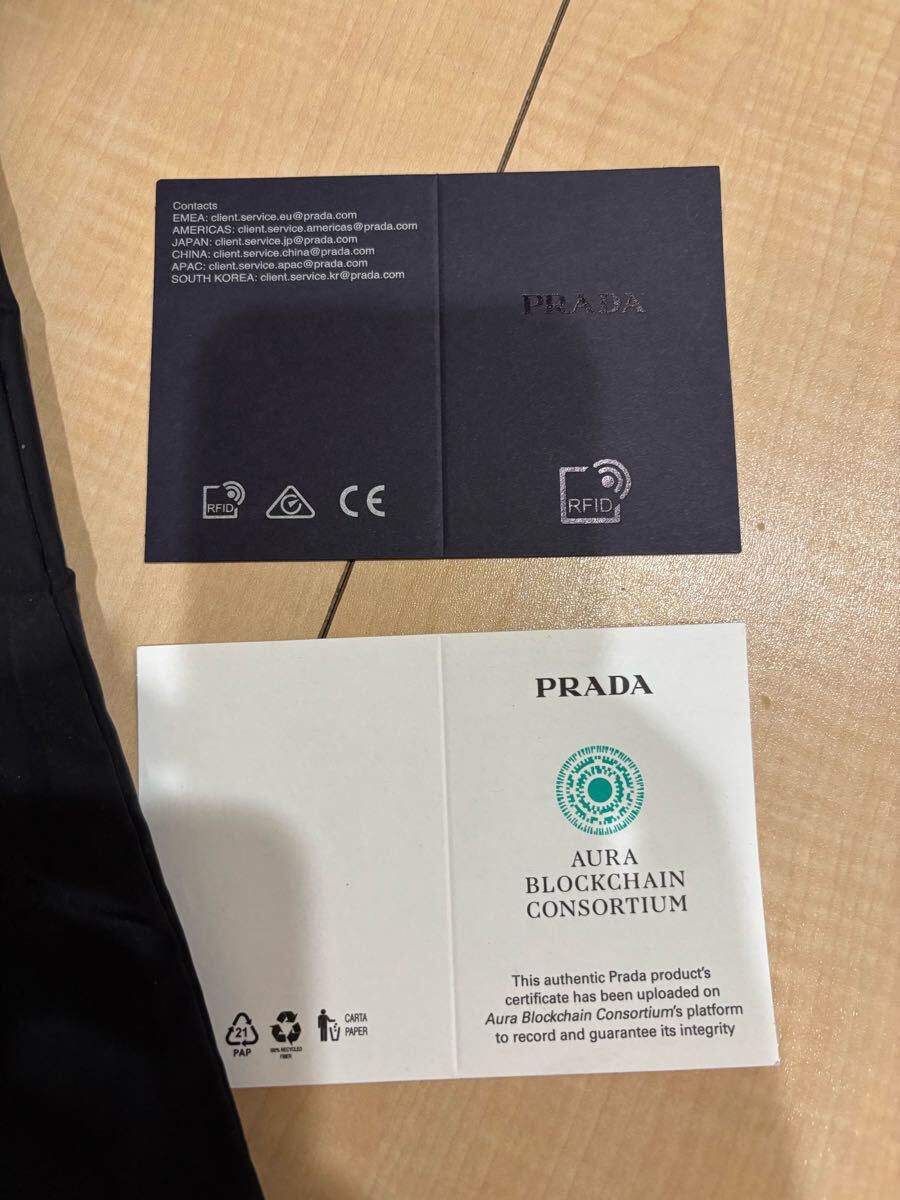 Contacts
EMEA: client.service.eu@prada.com
AMERICAS: client.service.americas@prada.com
JAPAN: client.service.jp@prada.com
CHINA: client.service.china@prada.com
APAC: client.service.apac@prada.com
SOUTH KOREA: client.service.kr@prada.com
RFID
CE
PRADA
RFID
PRADA
AURA
BLOCKCHAIN
CONSORTIUM
This authentic Prada product's
certificate has been uploaded on
Aura Blockchain Consortium's platform
to record and guarantee its integrity
21
PAP
100% RECYCLED
FIBER
CARTA
PAPER